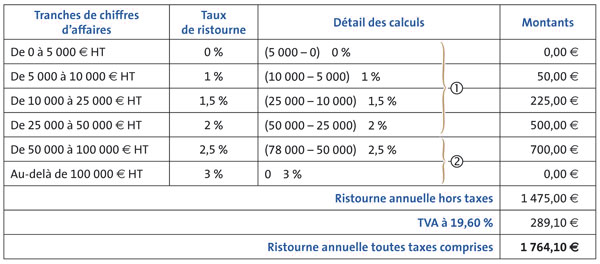 Tranches de chiffres d'affaires Taux de ristourne Détail des calculs Montants
De 0 à 5 000 € HT 0 % (5 000 – 0) 0 % 0,00 €
De 5 000 à 10 000 € HT 1 % (10 000 – 5 000) 1 % 50,00 €
①
De 10 000 à 25 000 € HT 1,5 % (25 000 – 10 000) 1,5 % 225,00 €
De 25 000 à 50 000 € HT 2 % (50 000 – 25 000) 2 % 500,00 €
De 50 000 à 100 000 € HT 2,5 % (78 000 – 50 000) 2,5 % 700,00 €
②
Au-delà de 100 000 € HT 3 % 0 3 % 0,00 €
Ristourne annuelle hors taxes 1 475,00 €
TVA à 19,60 % 289,10 €
Ristourne annuelle toutes taxes comprises 1 764,10 €